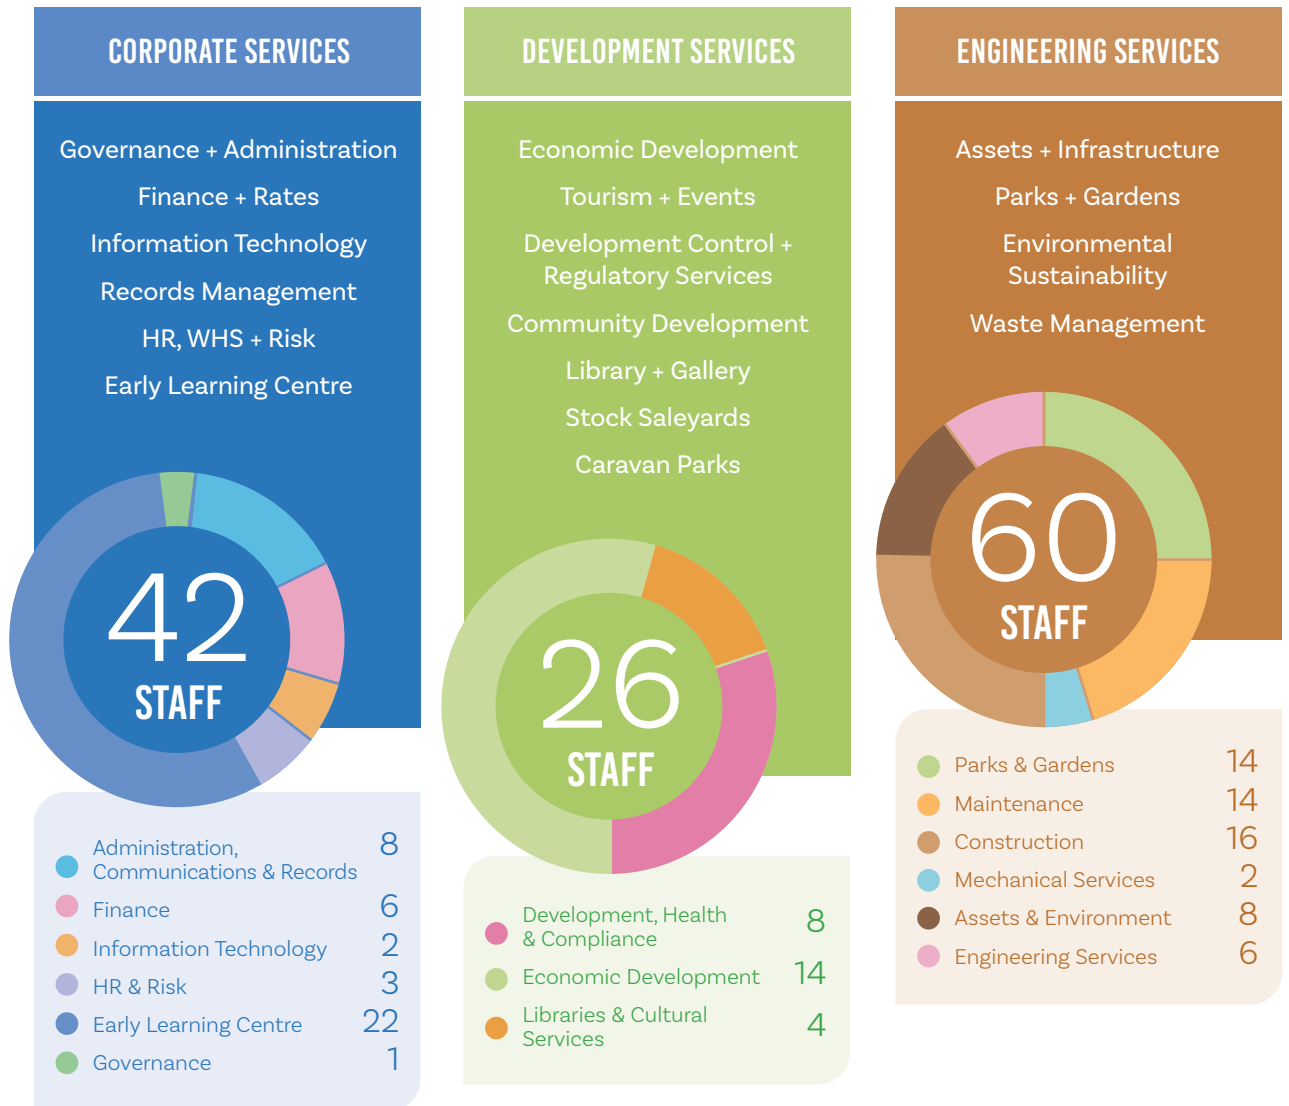 CORPORATE SERVICES
Governance + Administration
Finance + Rates
Information Technology
Records Management
HR, WHS + Risk
Early Learning Centre
42
STAFF
Administration,
Communications & Records 8
Finance 6
Information Technology 2
HR & Risk 3
Early Learning Centre 22
Governance 1
DEVELOPMENT SERVICES
Economic Development
Tourism + Events
Development Control +
Regulatory Services
Community Development
Library + Gallery
Stock Saleyards
Caravan Parks
26
STAFF
Development, Health
& Compliance 8
Economic Development 14
Libraries & Cultural
Services 4
ENGINEERING SERVICES
Assets + Infrastructure
Parks + Gardens
Environmental
Sustainability
Waste Management
60
STAFF
Parks & Gardens 14
Maintenance 14
Construction 16
Mechanical Services 2
Assets & Environment 8
Engineering Services 6